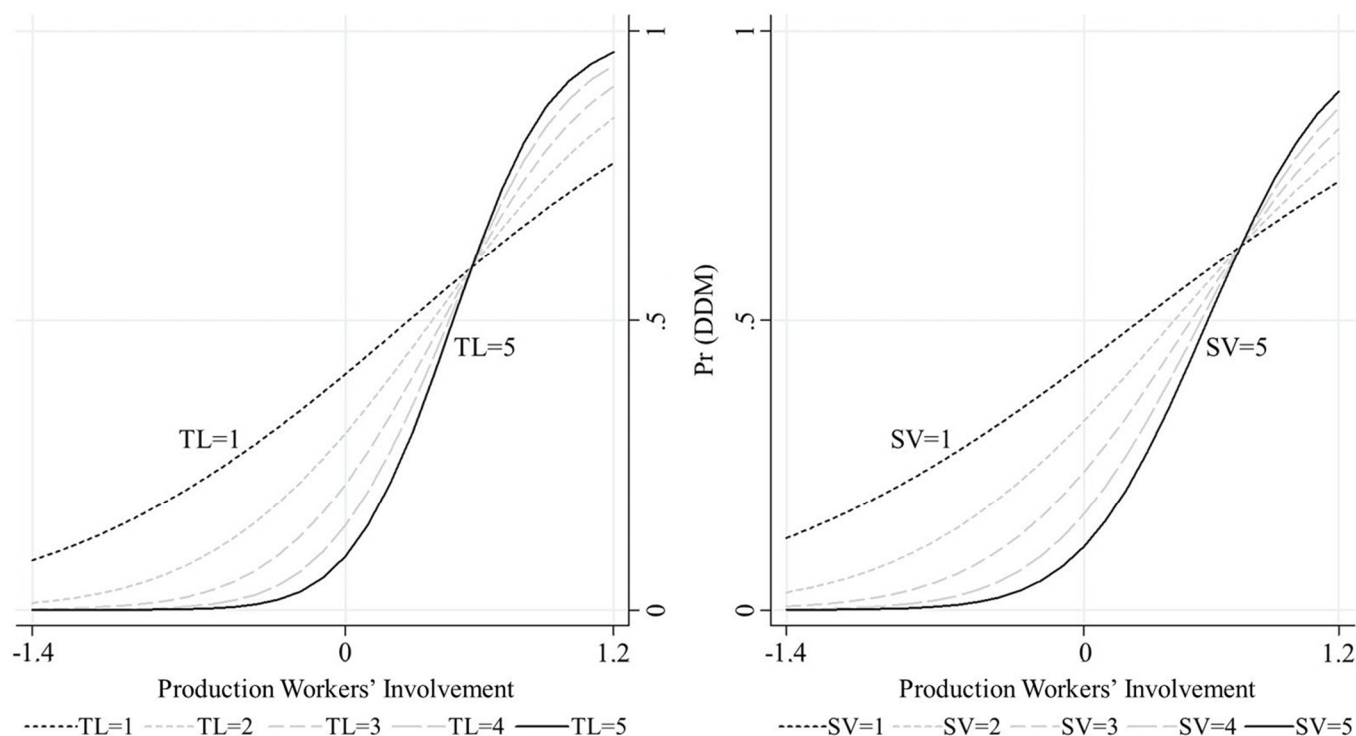 1
.5
0
TL=1
TL=5
-1.4
0
1.2
Production Workers’ Involvement
TL=1 TL=2 TL=3 TL=4 TL=5
Pr (DDM)
1
.5
0
SV=1
SV=5
-1.4
0
1.2
Production Workers’ Involvement
SV=1 SV=2 SV=3 SV=4 SV=5